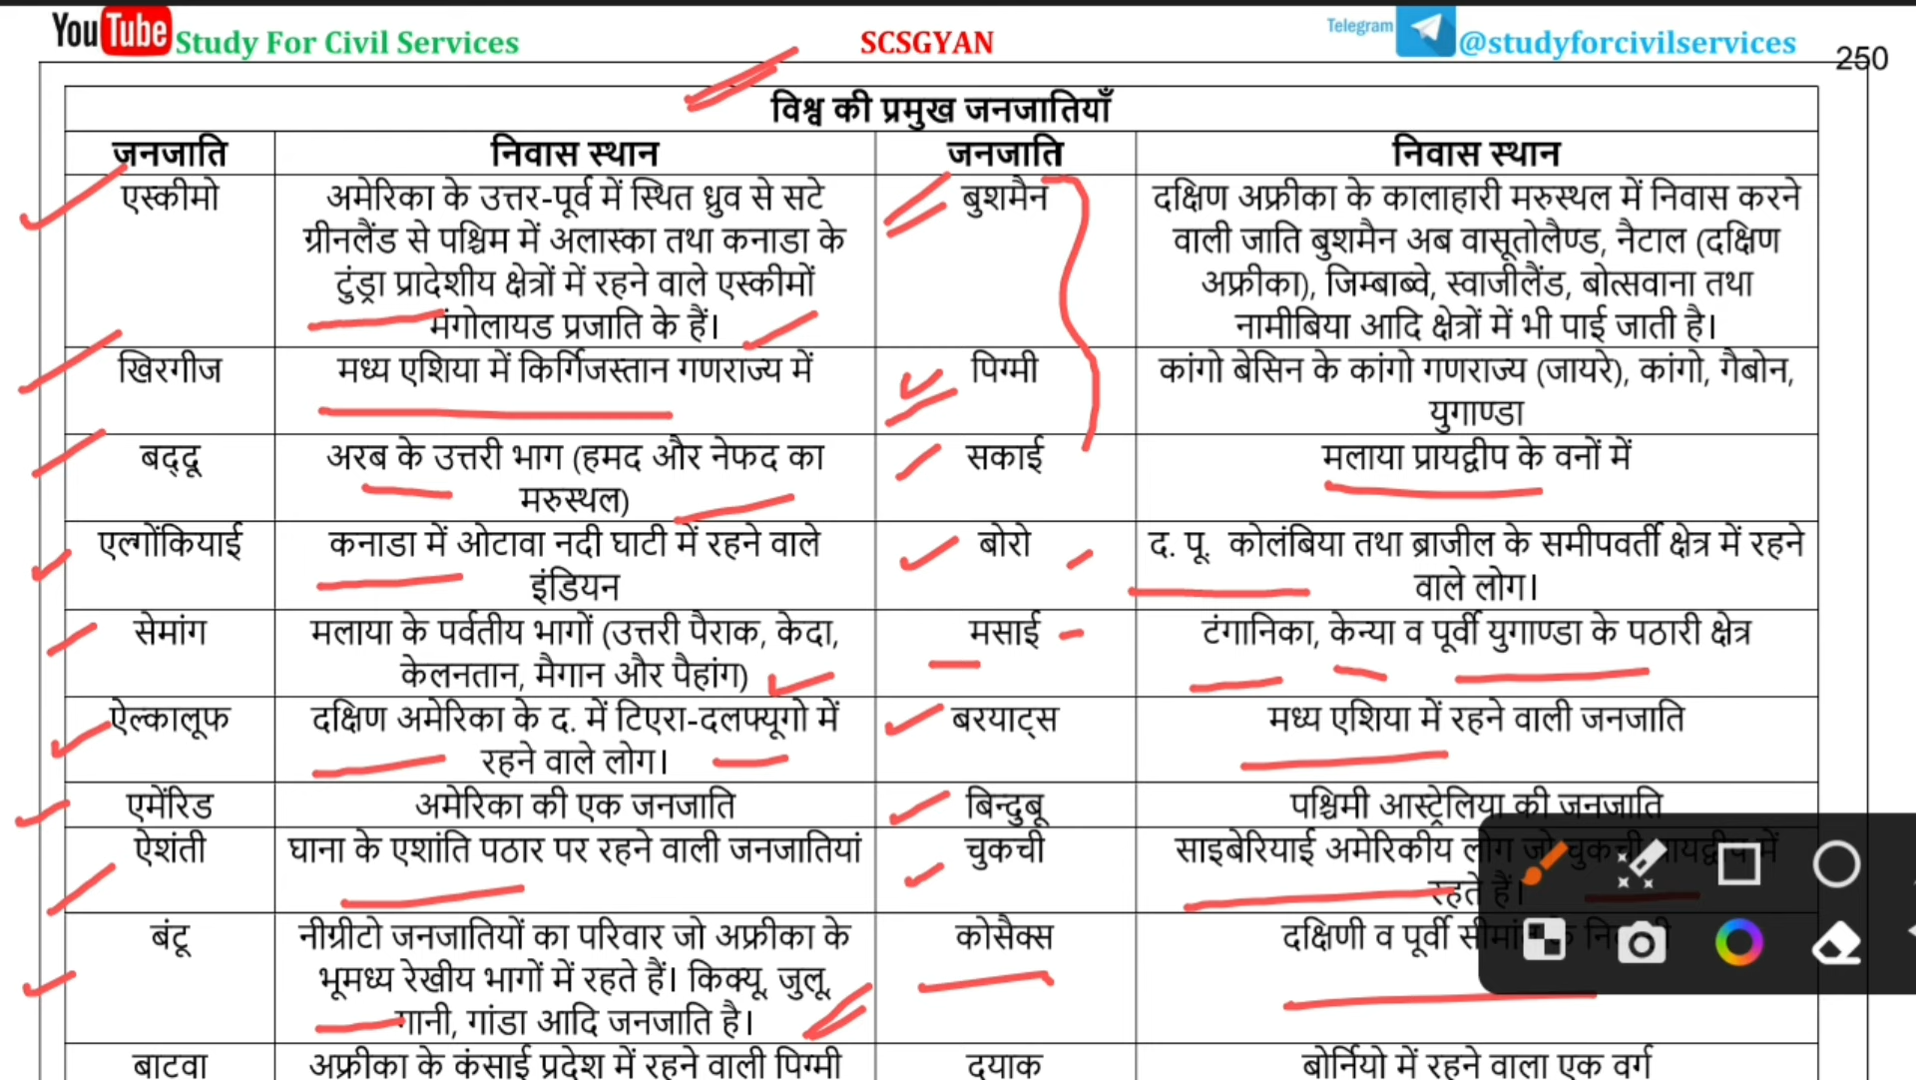 YouTube Study For Civil Services
SCSGYAN
Telegram @studyforcivilservices
250
विश्व की प्रमुख जनजातियाँ
जनजाति निवास स्थान जनजाति निवास स्थान
एस्कीमो
अमेरिका के उत्तर-पूर्व में स्थित ध्रुव से सटे
ग्रीनलैंड से पश्चिम में अलास्का तथा कनाडा के
टुंड्रा प्रादेशीय क्षेत्रों में रहने वाले एस्कीमों
मंगोलायड प्रजाति के हैं।
बुशमैन
दक्षिण अफ्रीका के कालाहारी मरुस्थल में निवास करने
वाली जाति बुशमैन अब वासूतोलैण्ड, नैटाल (दक्षिण
अफ्रीका), जिम्बाब्वे, स्वाजीलैंड, बोत्सवाना तथा
नामीबिया आदि क्षेत्रों में भी पाई जाती है।
खिरगीज
मध्य एशिया में किर्गिजस्तान गणराज्य में
पिग्मी
कांगो बेसिन के कांगो गणराज्य (जायरे), कांगो, गैबोन,
युगाण्डा
बद्दू
अरब के उत्तरी भाग (हमद और नेफद का
मरुस्थल)
सकाई
मलाया प्रायद्वीप के वनों में
एल्गोंकियाई
कनाडा में ओटावा नदी घाटी में रहने वाले
इंडियन
बोरो
द. पू. कोलंबिया तथा ब्राजील के समीपवर्ती क्षेत्र में रहने
वाले लोग।
सेमांग
मलाया के पर्वतीय भागों (उत्तरी पैराक, केदा,
केलनतान, मैगान और पैहांग)
मसाई
टंगानिका, केन्या व पूर्वी युगाण्डा के पठारी क्षेत्र
ऐल्कालूफ
दक्षिण अमेरिका के द. में टिएरा-दलफ्यूगो में
रहने वाले लोग।
बरयाट्स
मध्य एशिया में रहने वाली जनजाति
एमेंरिड
अमेरिका की एक जनजाति
बिन्दुबू
पश्चिमी आस्ट्रेलिया की जनजाति
ऐशंती
घाना के एशांति पठार पर रहने वाली जनजातियां
चुकची
साइबेरियाई अमेरिकीय लोग जो चुकची में
रहते हैं।
बंटू
नीग्रीटो जनजातियों का परिवार जो अफ्रीका के
भूमध्य रेखीय भागों में रहते हैं। किक्यू, जुलू,
गानी, गांडा आदि जनजाति है।
कोसैक्स
दक्षिणी व पूर्वी
बाटवा
अफ्रीका के कंसाई प्रदेश में रहने वाली पिग्मी
दयाक
बोर्नियो में रहने वाला एक वर्ग